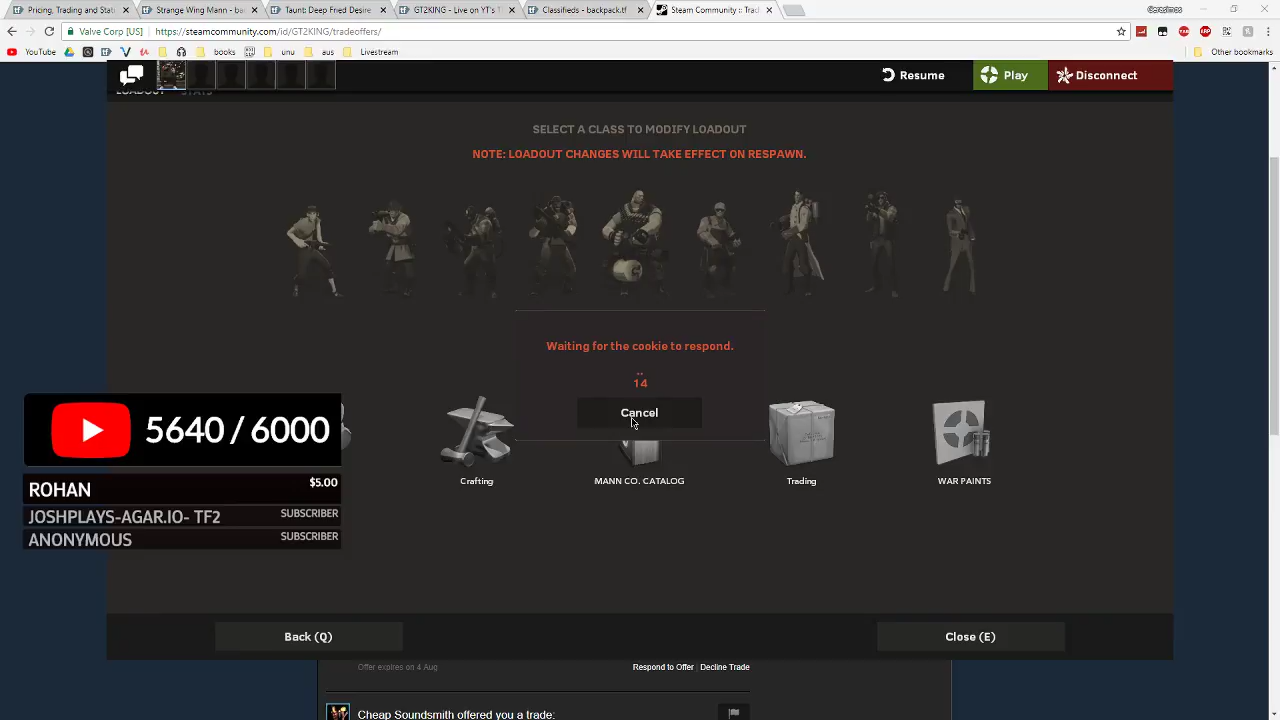 Pricing, Trading and Stat
Strange Wing Mann - ba
Taunt: Deep Fried Desire
GT2KING - Live on YT's T
Classifieds - backpack.tf
Steam Community :: Trade
Valve Corp [US] https://steamcommunity.com/id/GT2KING/tradeoffers/
YouTube
books
aus
Livestream
Other bookmarks
Resume
Play
Disconnect
LOADOUT STATS
SELECT A CLASS TO MODIFY LOADOUT
NOTE: LOADOUT CHANGES WILL TAKE EFFECT ON RESPAWN.
Waiting for the cookie to respond.
..
14
Cancel
5640 / 6000
ROHAN $5.00
JOSHPLAYS-AGAR.IO- TF2 SUBSCRIBER
ANONYMOUS SUBSCRIBER
Crafting
MANN CO. CATALOG
Trading
WAR PAINTS
Back (Q)
Close (E)
Offer expires on 4 Aug
Respond to Offer | Decline Trade
Cheap Soundsmith offered you a trade: